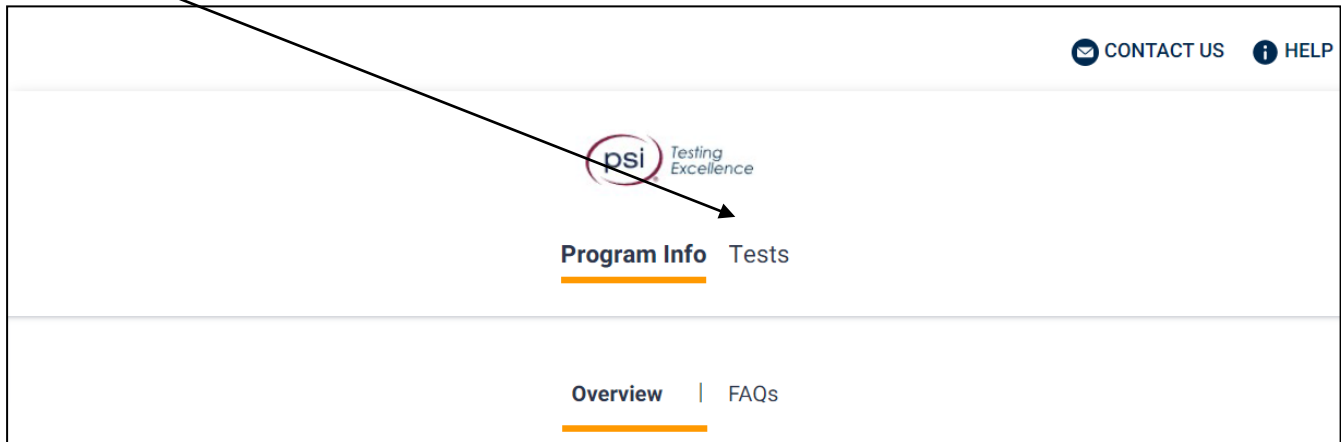 CONTACT US HELP
psi Testing
Excellence
Program Info Tests
Overview | FAQs